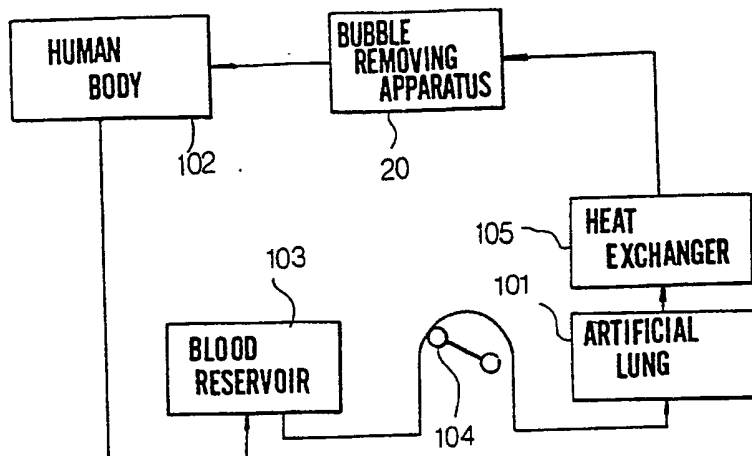 HUMAN
BODY
102
BUBBLE
REMOVING
APPARATUS
20
HEAT
EXCHANGER
105
101
ARTIFICIAL
LUNG
103
BLOOD
RESERVOIR
104